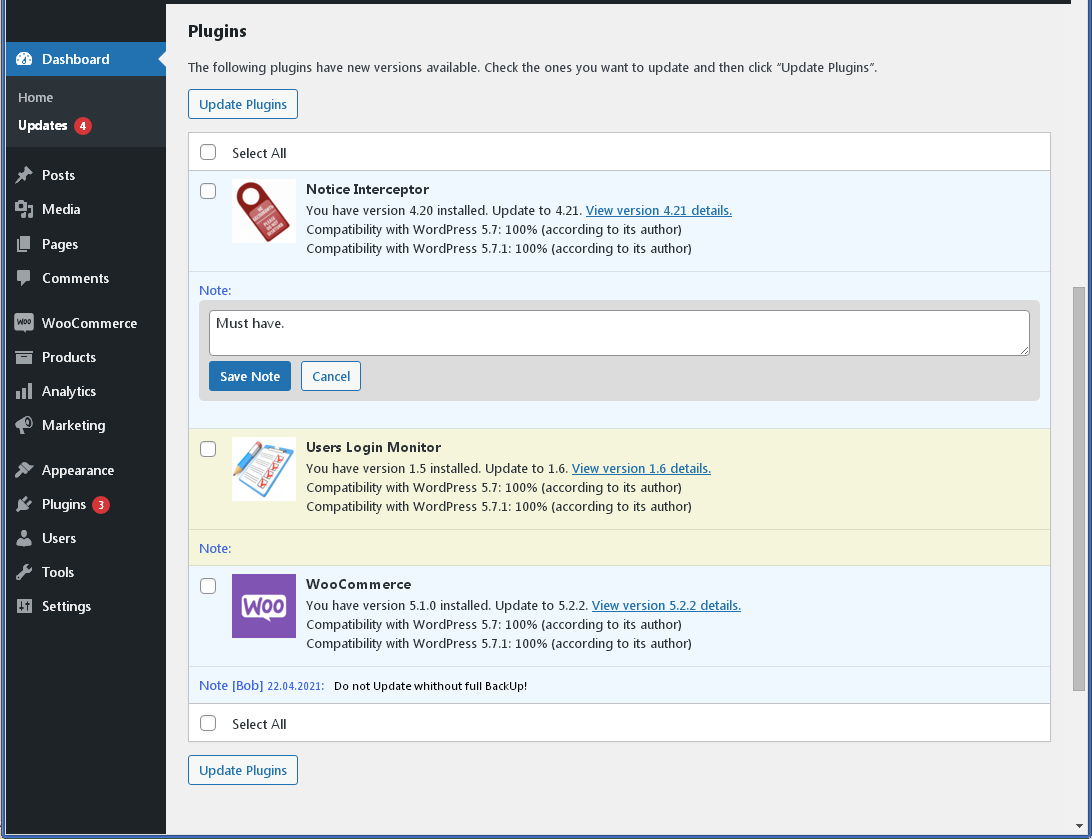 Dashboard
Home
Updates 4
Posts
Media
Pages
Comments
WOO WooCommerce
Products
Analytics
Marketing
Appearance
Plugins 3
Users
Tools
Settings
Plugins
The following plugins have new versions available. Check the ones you want to update and then click “Update Plugins”.
Update Plugins
Select All
Notice Interceptor
You have version 4.20 installed. Update to 4.21. View version 4.21 details.
Compatibility with WordPress 5.7: 100% (according to its author)
Compatibility with WordPress 5.7.1: 100% (according to its author)
Note:
Must have.
Save Note Cancel
Users Login Monitor
You have version 1.5 installed. Update to 1.6. View version 1.6 details.
Compatibility with WordPress 5.7: 100% (according to its author)
Compatibility with WordPress 5.7.1: 100% (according to its author)
Note:
WOO
WooCommerce
You have version 5.1.0 installed. Update to 5.2.2. View version 5.2.2 details.
Compatibility with WordPress 5.7: 100% (according to its author)
Compatibility with WordPress 5.7.1: 100% (according to its author)
Note [Bob] 22.04.2021: Do not Update whithout full BackUp!
Select All
Update Plugins